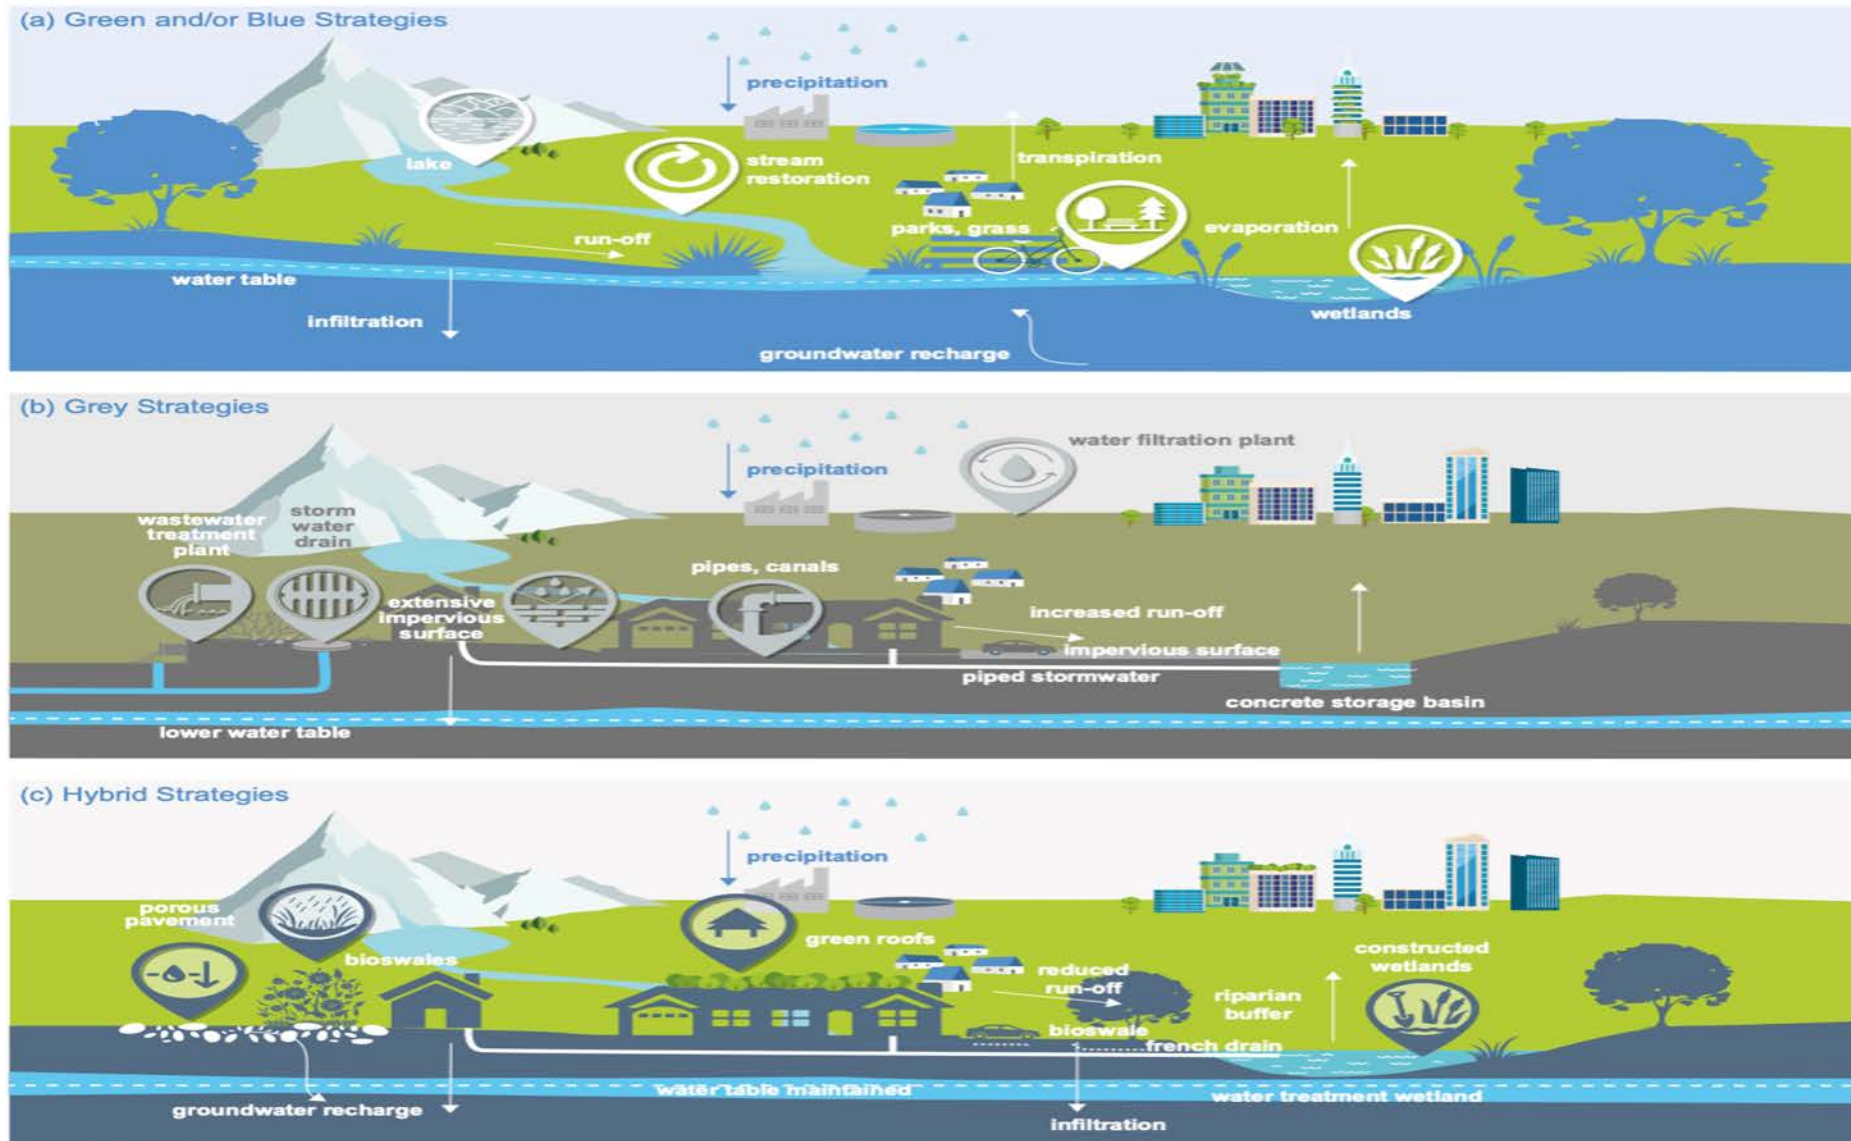 (a) Green and/or Blue Strategies
precipitation
lake
stream
restoration
transpiration
parks, grass
evaporation
run-off
water table
infiltration
wetlands
groundwater recharge
(b) Grey Strategies
water filtration plant
precipitation
wastewater
treatment
plant
storm
water
drain
pipes, canals
extensive
impervious
surface
increased run-off
impervious surface
piped stormwater
concrete storage basin
lower water table
(c) Hybrid Strategies
precipitation
porous
pavement
bioswales
green roofs
reduced
run-off
constructed
wetlands
riparian
buffer
bioswale
french drain
water table maintained
water treatment wetland
groundwater recharge
infiltration